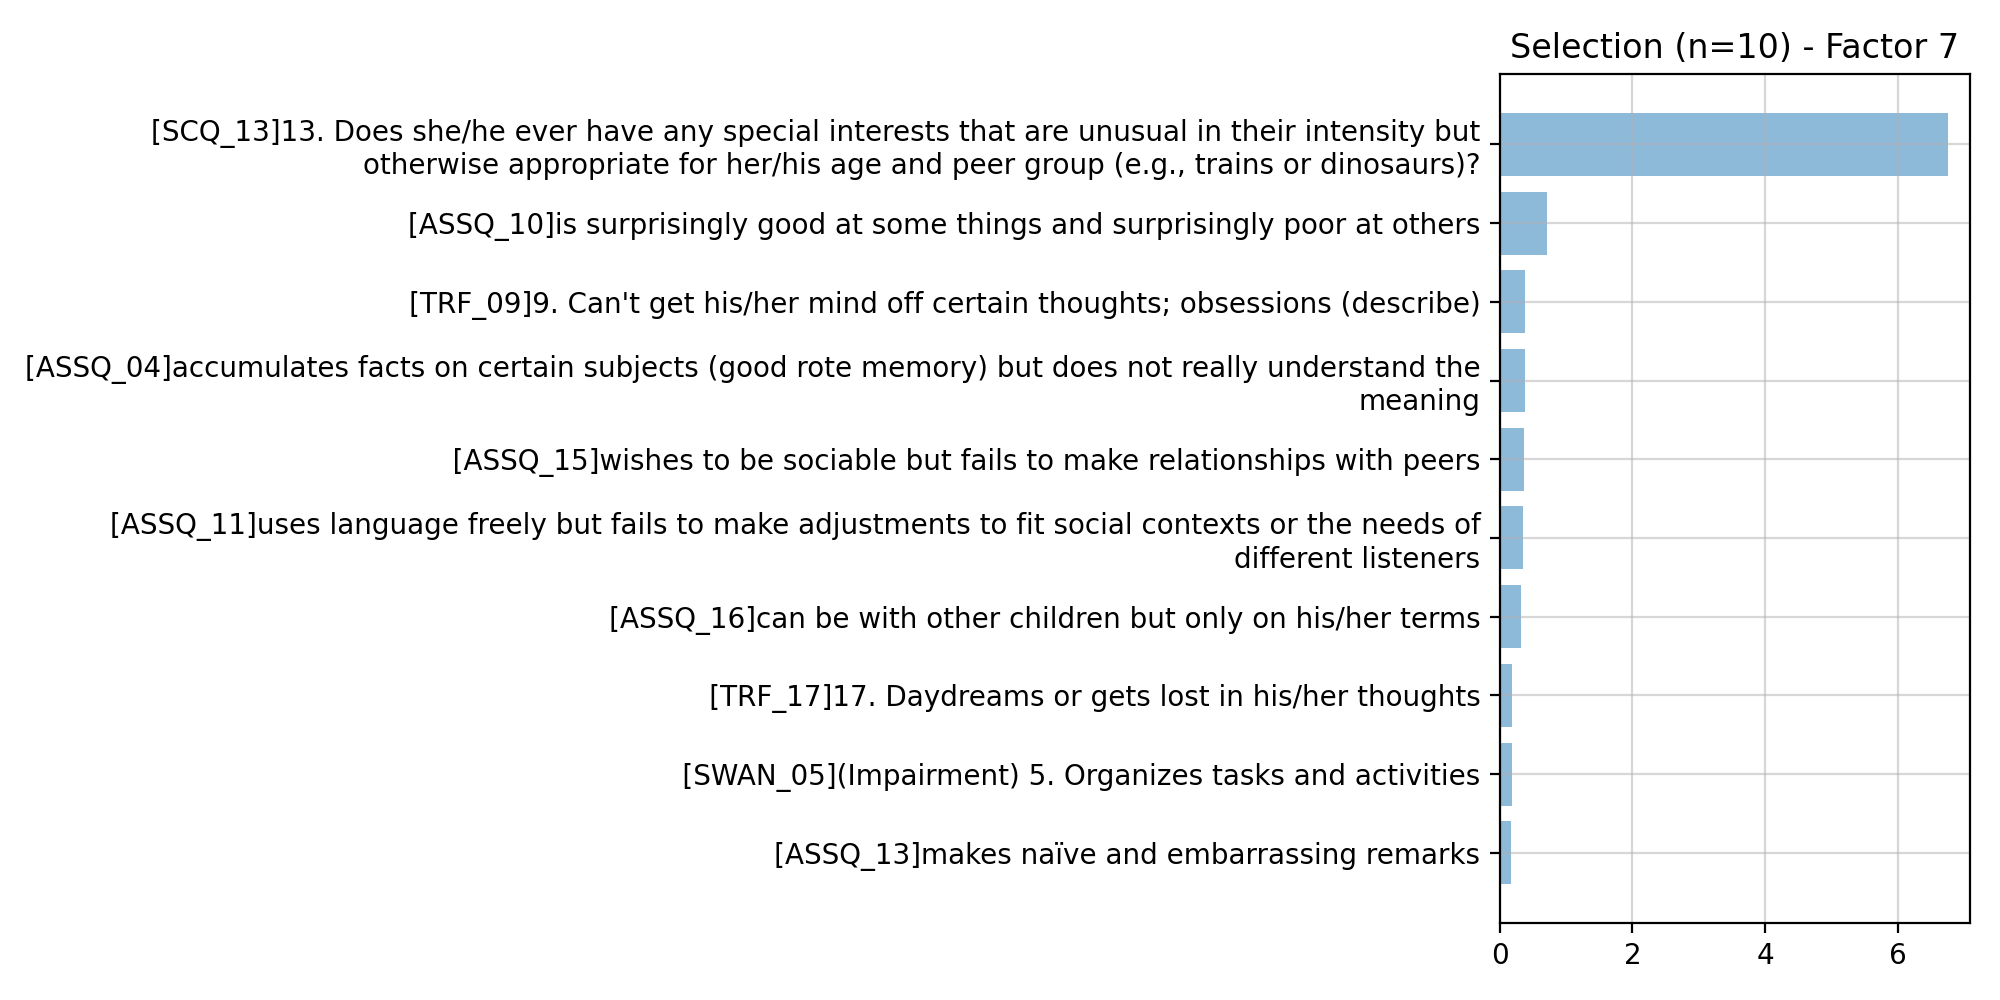 Selection (n=10) - Factor 7
[SCQ_13]13. Does she/he ever have any special interests that are unusual in their intensity but
otherwise appropriate for her/his age and peer group (e.g., trains or dinosaurs)?
[ASSQ_10]is surprisingly good at some things and surprisingly poor at others
[TRF_09]9. Can't get his/her mind off certain thoughts; obsessions (describe)
[ASSQ_04]accumulates facts on certain subjects (good rote memory) but does not really understand the
meaning
[ASSQ_15]wishes to be sociable but fails to make relationships with peers
[ASSQ_11]uses language freely but fails to make adjustments to fit social contexts or the needs of
different listeners
[ASSQ_16]can be with other children but only on his/her terms
[TRF_17]17. Daydreams or gets lost in his/her thoughts
[SWAN_05](Impairment) 5. Organizes tasks and activities
[ASSQ_13]makes naïve and embarrassing remarks
0 2 4 6